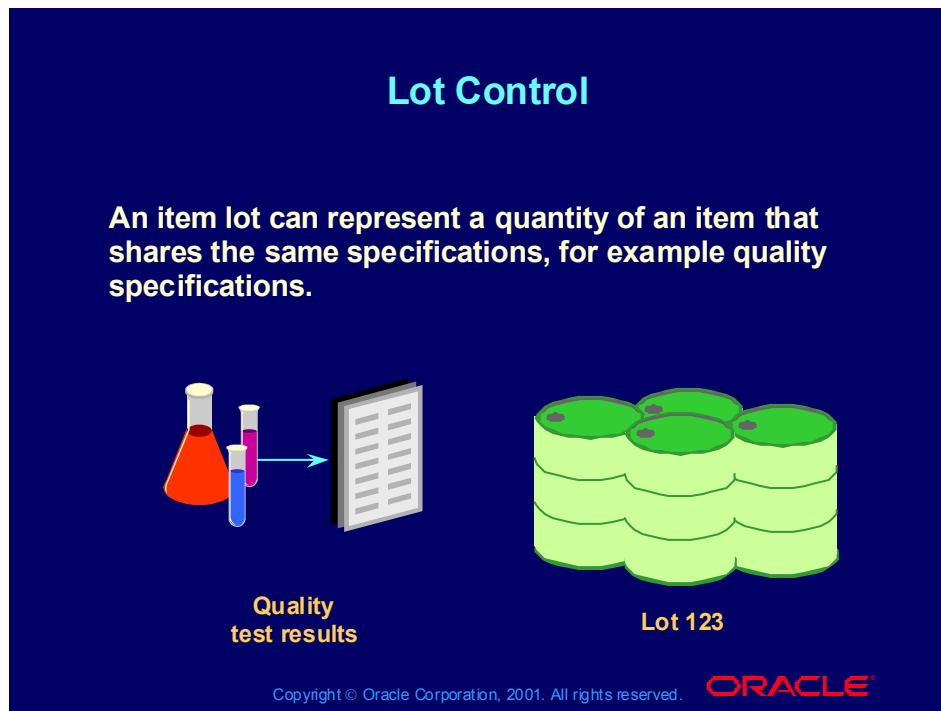 Lot Control
An item lot can represent a quantity of an item that
shares the same specifications, for example quality
specifications.
Quality
test results
Lot 123
Copyright © Oracle Corporation, 2001. All rights reserved.
ORACLE®